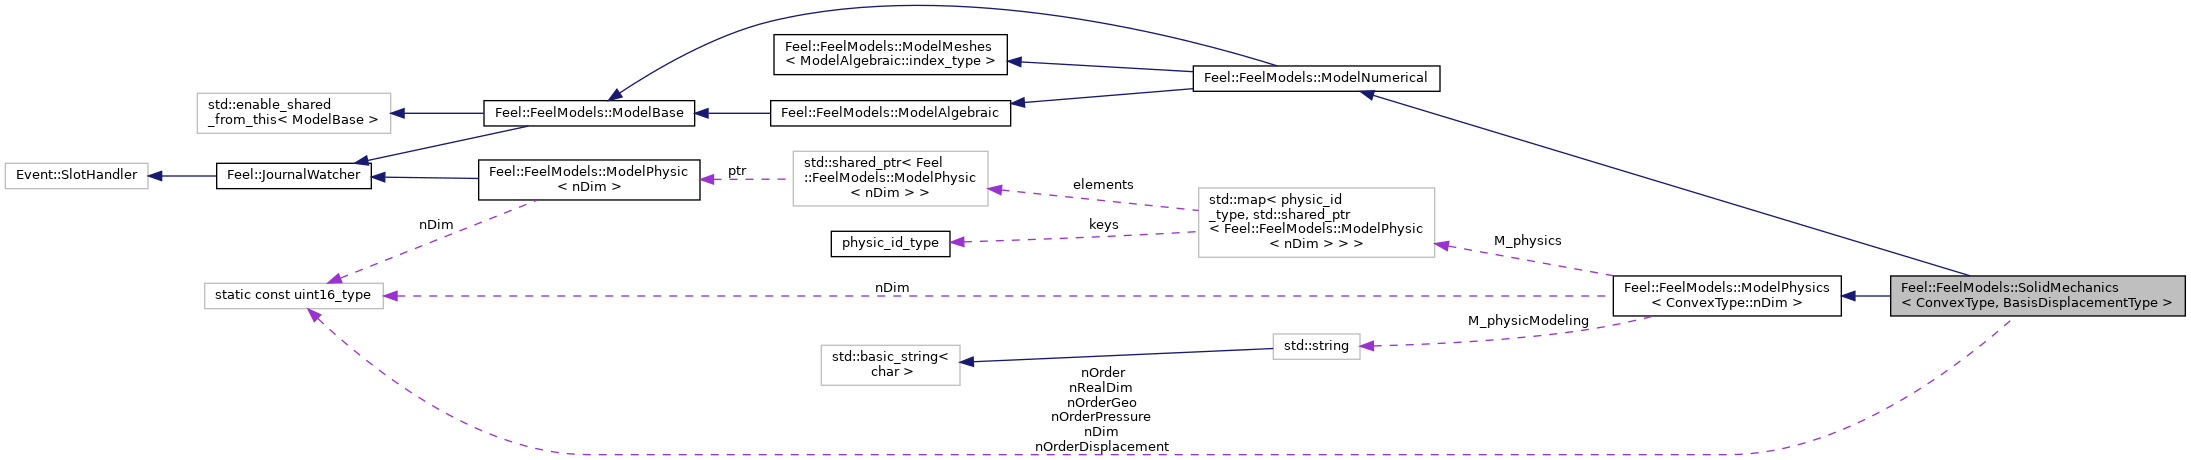 Feel::FeelModels::ModelMeshes
< ModelAlgebraic::index_type >
Feel::FeelModels::ModelNumerical
std::enable_shared
_from_this< ModelBase >
Feel::FeelModels::ModelBase
Feel::FeelModels::ModelAlgebraic
Event::SlotHandler
Feel::JournalWatcher
Feel::FeelModels::ModelPhysic
< nDim >
ptr
std::shared_ptr< Feel
::FeelModels::ModelPhysic
< nDim > >
elements
keys
std::map< physic_id
_type, std::shared_ptr
< Feel::FeelModels::ModelPhysic
< nDim > > >
physic_id_type
M_physics
nDim
static const uint16_type
nDim
Feel::FeelModels::ModelPhysics
< ConvexType::nDim >
Feel::FeelModels::SolidMechanics
< ConvexType, BasisDisplacementType >
M_physicModeling
std::string
std::basic_string<
char >
nOrder
nRealDim
nOrderGeo
nOrderPressure
nDim
nOrderDisplacement